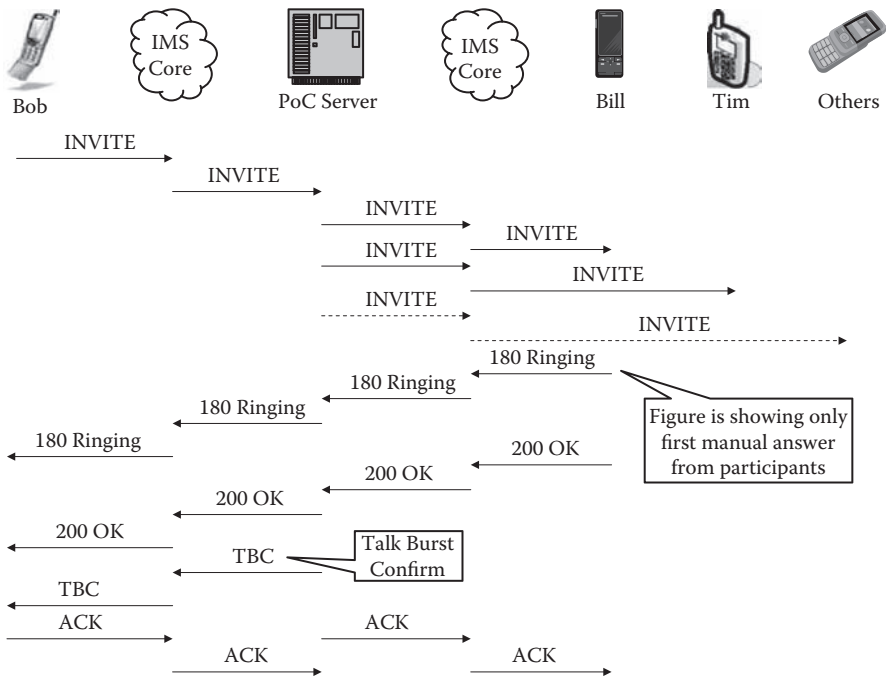 IMS
Core
IMS
Core
Bob
PoC Server
Bill
Tim
Others
INVITE
INVITE
INVITE
INVITE
INVITE
INVITE
INVITE
INVITE
180 Ringing
180 Ringing
180 Ringing
180 Ringing
Figure is showing only
first manual answer
from participants
200 OK
200 OK
200 OK
200 OK
TBC
Talk Burst
Confirm
TBC
ACK
ACK
ACK
ACK